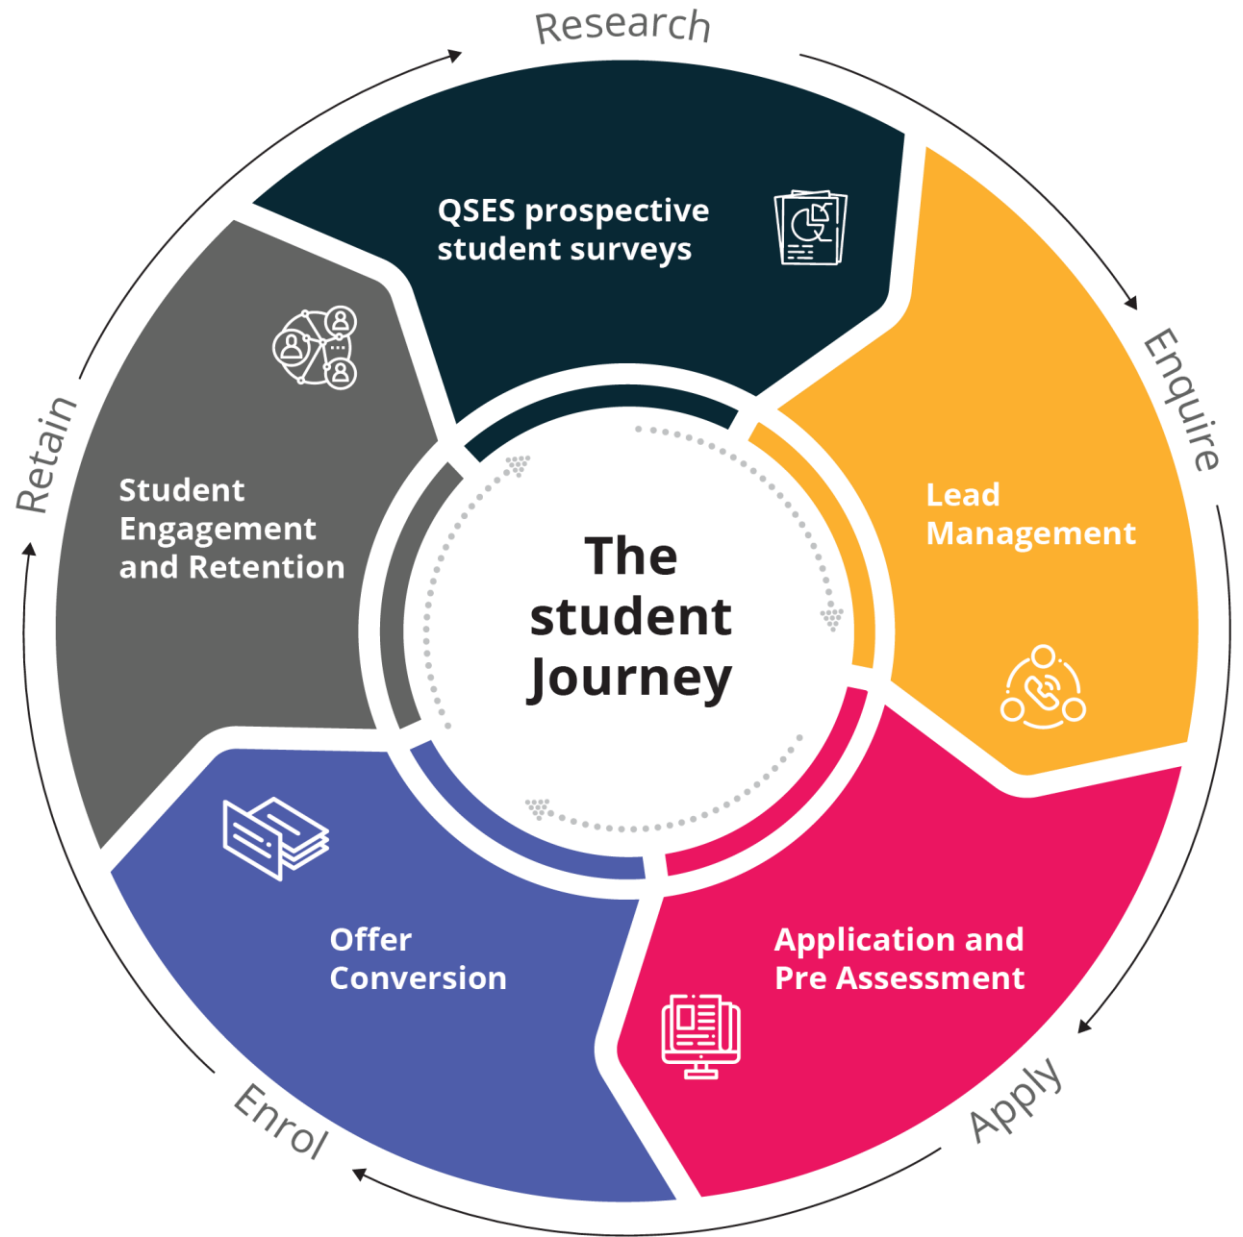 Research
QSES prospective
student surveys
Enquire
Lead
Management
Apply
Application and
Pre Assessment
Enrol
Offer
Conversion
Retain
Student
Engagement
and Retention
The
student
Journey